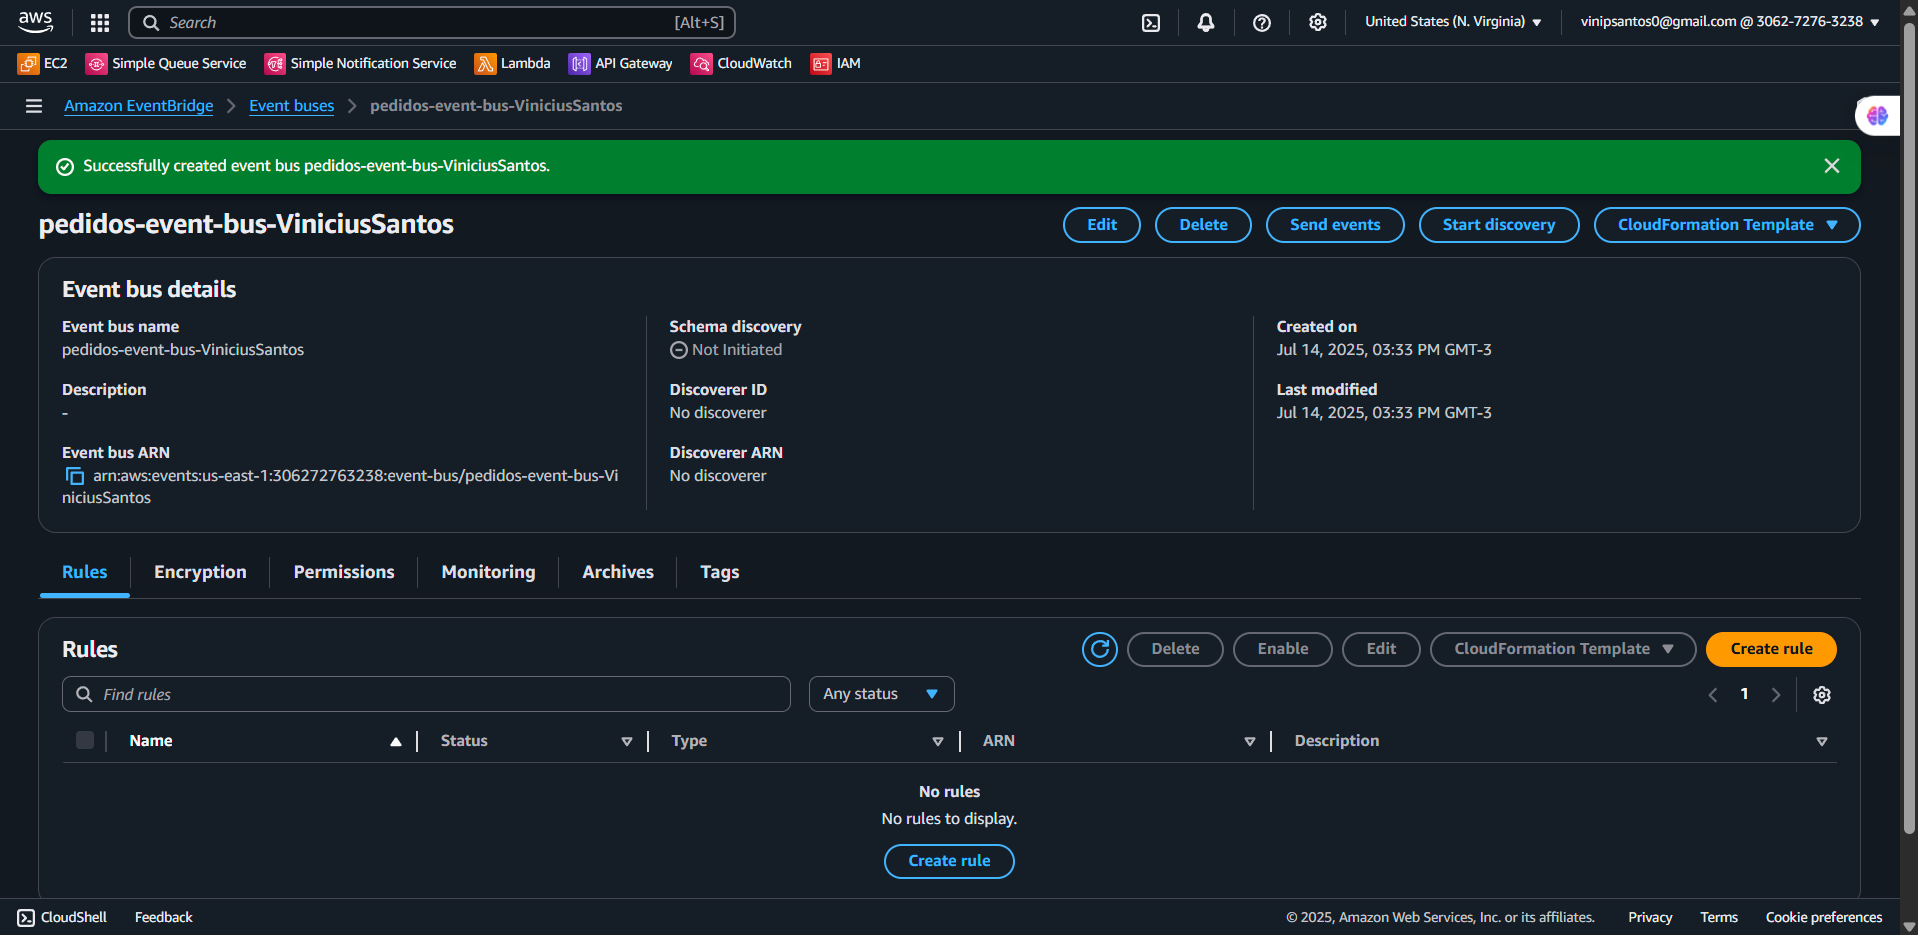 aws
Search [Alt+S]
United States (N. Virginia)
vinipsantos0@gmail.com @ 3062-7276-3238
EC2
Simple Queue Service
Simple Notification Service
Lambda
API Gateway
CloudWatch
IAM
Amazon EventBridge
Event buses
pedidos-event-bus-ViniciusSantos
Successfully created event bus pedidos-event-bus-ViniciusSantos.
pedidos-event-bus-ViniciusSantos
Edit
Delete
Send events
Start discovery
CloudFormation Template
Event bus details
Event bus name
pedidos-event-bus-ViniciusSantos
Description
-
Event bus ARN
arn:aws:events:us-east-1:306272763238:event-bus/pedidos-event-bus-Vi
niciusSantos
Schema discovery
Not Initiated
Discoverer ID
No discoverer
Discoverer ARN
No discoverer
Created on
Jul 14, 2025, 03:33 PM GMT-3
Last modified
Jul 14, 2025, 03:33 PM GMT-3
Rules
Encryption
Permissions
Monitoring
Archives
Tags
Rules
Delete
Enable
Edit
CloudFormation Template
Create rule
Find rules
Any status
1
Name
Status
Type
ARN
Description
No rules
No rules to display.
Create rule
CloudShell
Feedback
© 2025, Amazon Web Services, Inc. or its affiliates.
Privacy
Terms
Cookie preferences